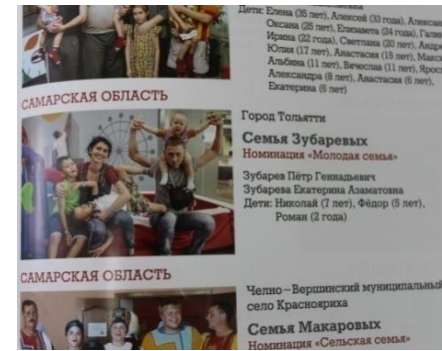 Дети: Елена (35 лет), Алексей (33 года),
Оксана (25 лет), Елизавета (24 года),
Ирина (22 года), Светлана (20 лет),
Юлия (17 лет), Анастасия (15 лет),
Альбина (11 лет), Вячеслав (11 лет),
Александра (8 лет), Анастасия (6 лет),
Екатерина (6 лет)
САМАРСКАЯ ОБЛАСТЬ
Город Тольятти
Семья Зубаревых
Номинация «Молодая семья»
Зубарев Пётр Геннадьевич
Зубарева Екатерина Азаматовна
Дети: Николай (7 лет), Фёдор (5 лет),
Роман (2 года)
САМАРСКАЯ ОБЛАСТЬ
Челно-Вершинский муниципальный
село Краснояриха
Семья Макаровых
Номинация «Сельская семья»